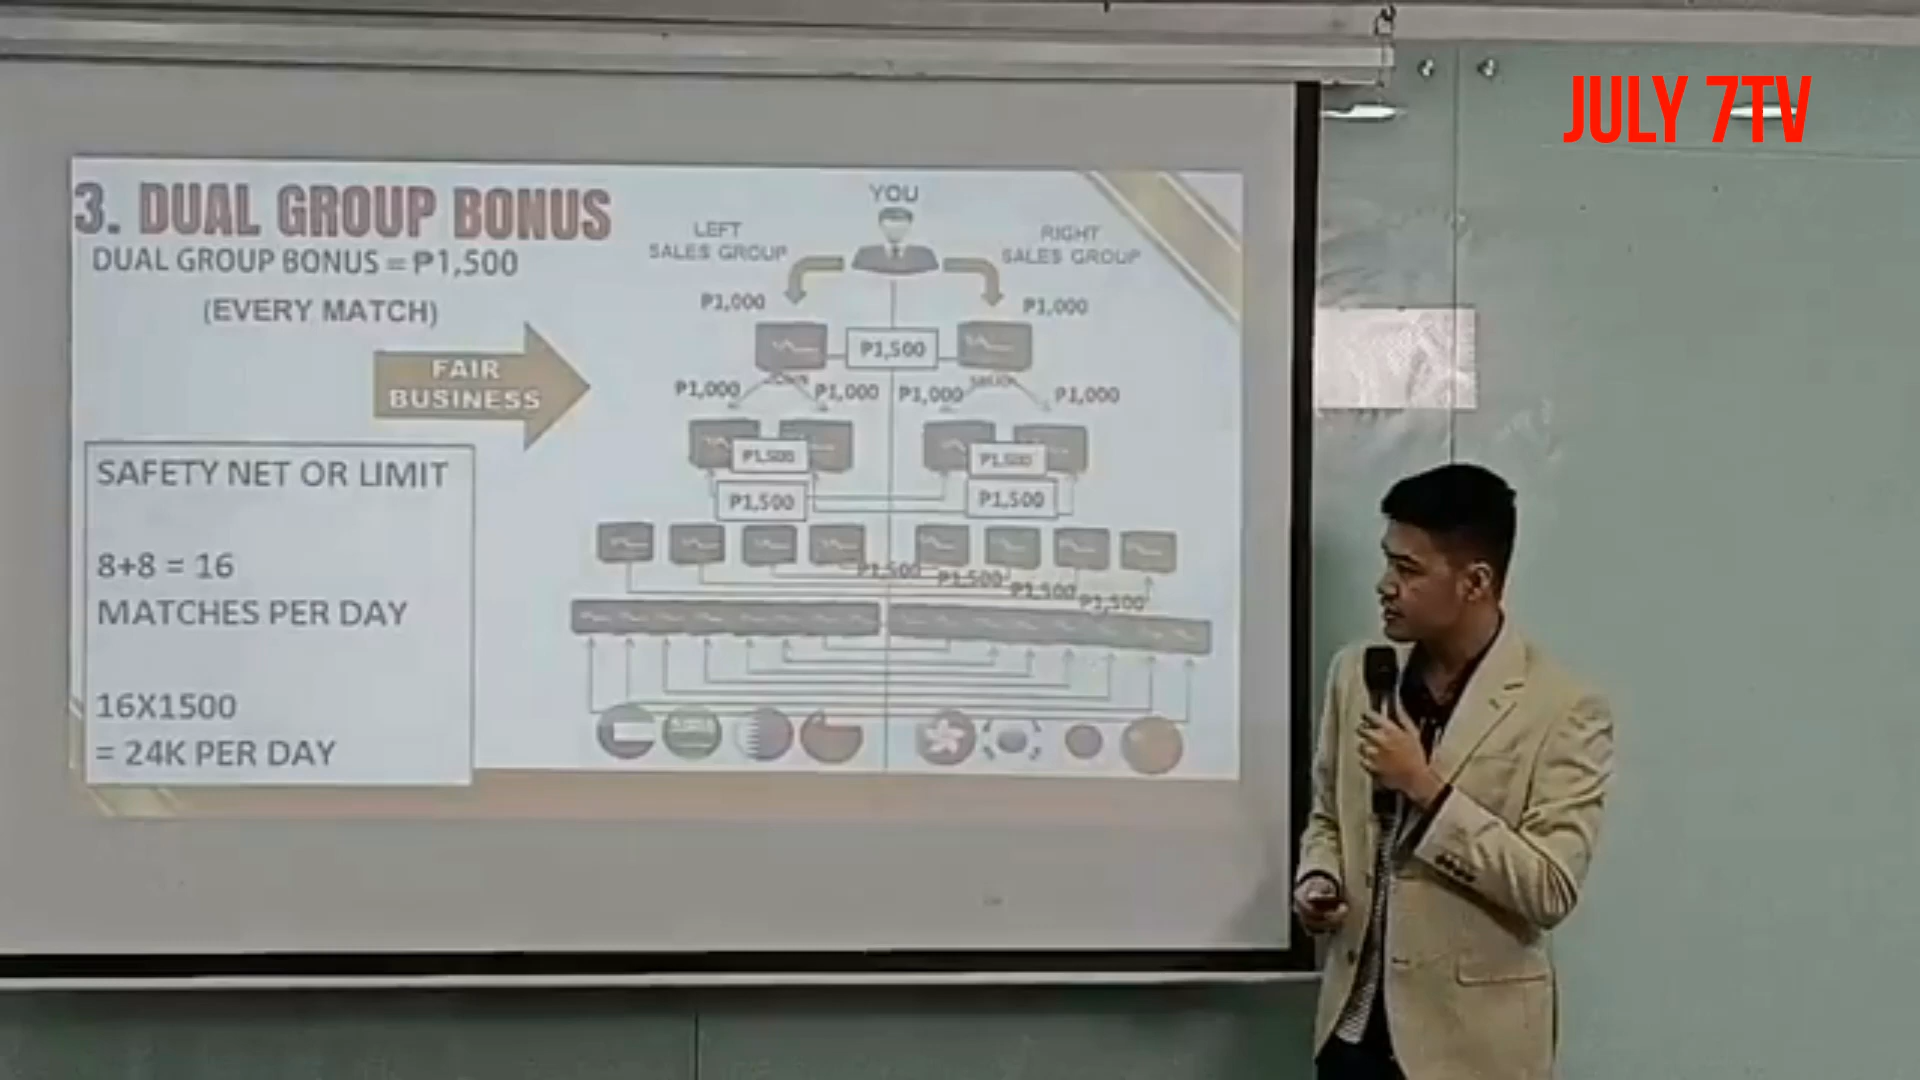 JULY 7TV
3. DUAL GROUP BONUS
DUAL GROUP BONUS = ₱1,500
(EVERY MATCH)
FAIR
BUSINESS
SAFETY NET OR LIMIT
8+8 = 16
MATCHES PER DAY
16X1500
= 24K PER DAY
YOU
LEFT
SALES GROUP
RIGHT
SALES GROUP
₱1,000
₱1,000
₱1,500
₱1,000
₱1,000
₱1,000
₱1,000
₱1,500
₱1,500
₱1,500
₱1,500
₱1,500
₱1,500
₱1,500
₱1,500